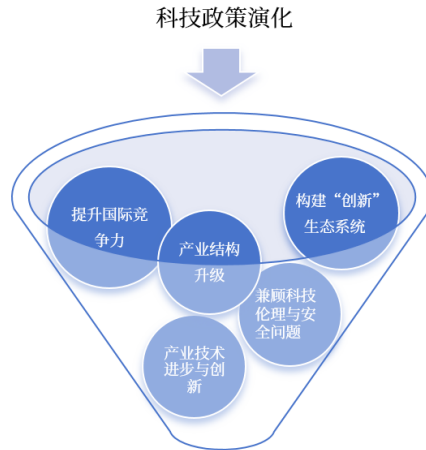 科技政策演化
提升国际竞
争力
构建“创新”
生态系统
产业结构
升级
兼顾科技
伦理与安
全问题
产业技术
进步与创
新